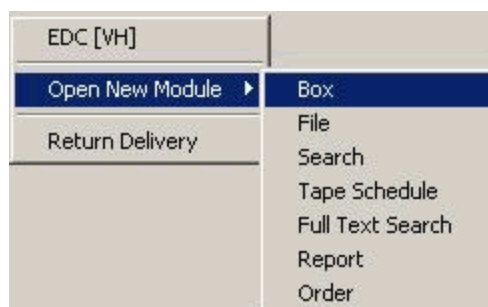 EDC [VH]
Open New Module
Return Delivery
Box
File
Search
Tape Schedule
Full Text Search
Report
Order